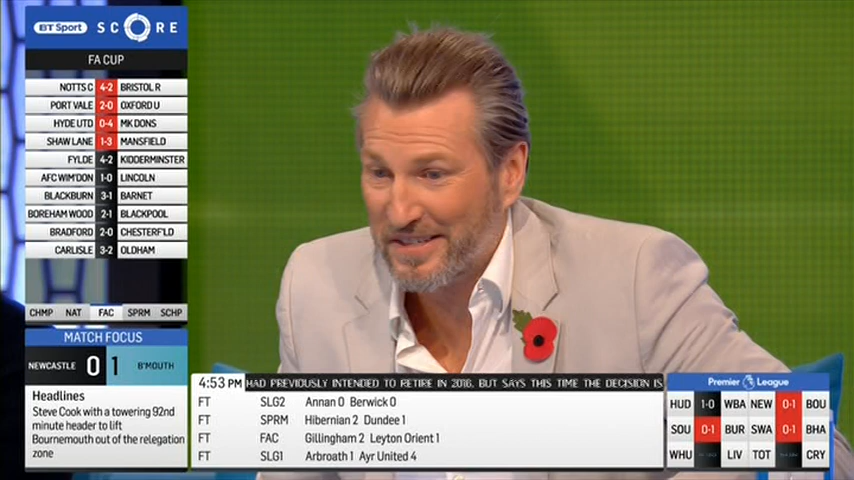 BT Sport SCORE
FA CUP
NOTTS C 4-2 BRISTOL R
PORT VALE 2-0 OXFORD U
HYDE UTD 0-4 MK DONS
SHAW LANE 1-3 MANSFIELD
FYLDE 4-2 KIDDERMINSTER
AFC WIM'DON 1-0 LINCOLN
BLACKBURN 3-1 BARNET
BOREHAM WOOD 2-1 BLACKPOOL
BRADFORD 2-0 CHESTERF'LD
CARLISLE 3-2 OLDHAM
CHMP NAT FAC SPRM SCHP
MATCH FOCUS
NEWCASTLE 0 1 B'MOUTH
Headlines
Steve Cook with a towering 92nd
minute header to lift
Bournemouth out of the relegation
zone
4:53 PM HAD PREVIOUSLY INTENDED TO RETIRE IN 2016, BUT SAYS THIS TIME THE DECISION IS
FT SLG2 Annan 0 Berwick 0
FT SPRM Hibernian 2 Dundee 1
FT FAC Gillingham 2 Leyton Orient 1
FT SLG1 Arbroath 1 Ayr United 4
Premier League
HUD 1-0 WBA NEW 0-1 BOU
SOU 0-1 BUR SWA 0-1 BHA
WHU LIV TOT CRY